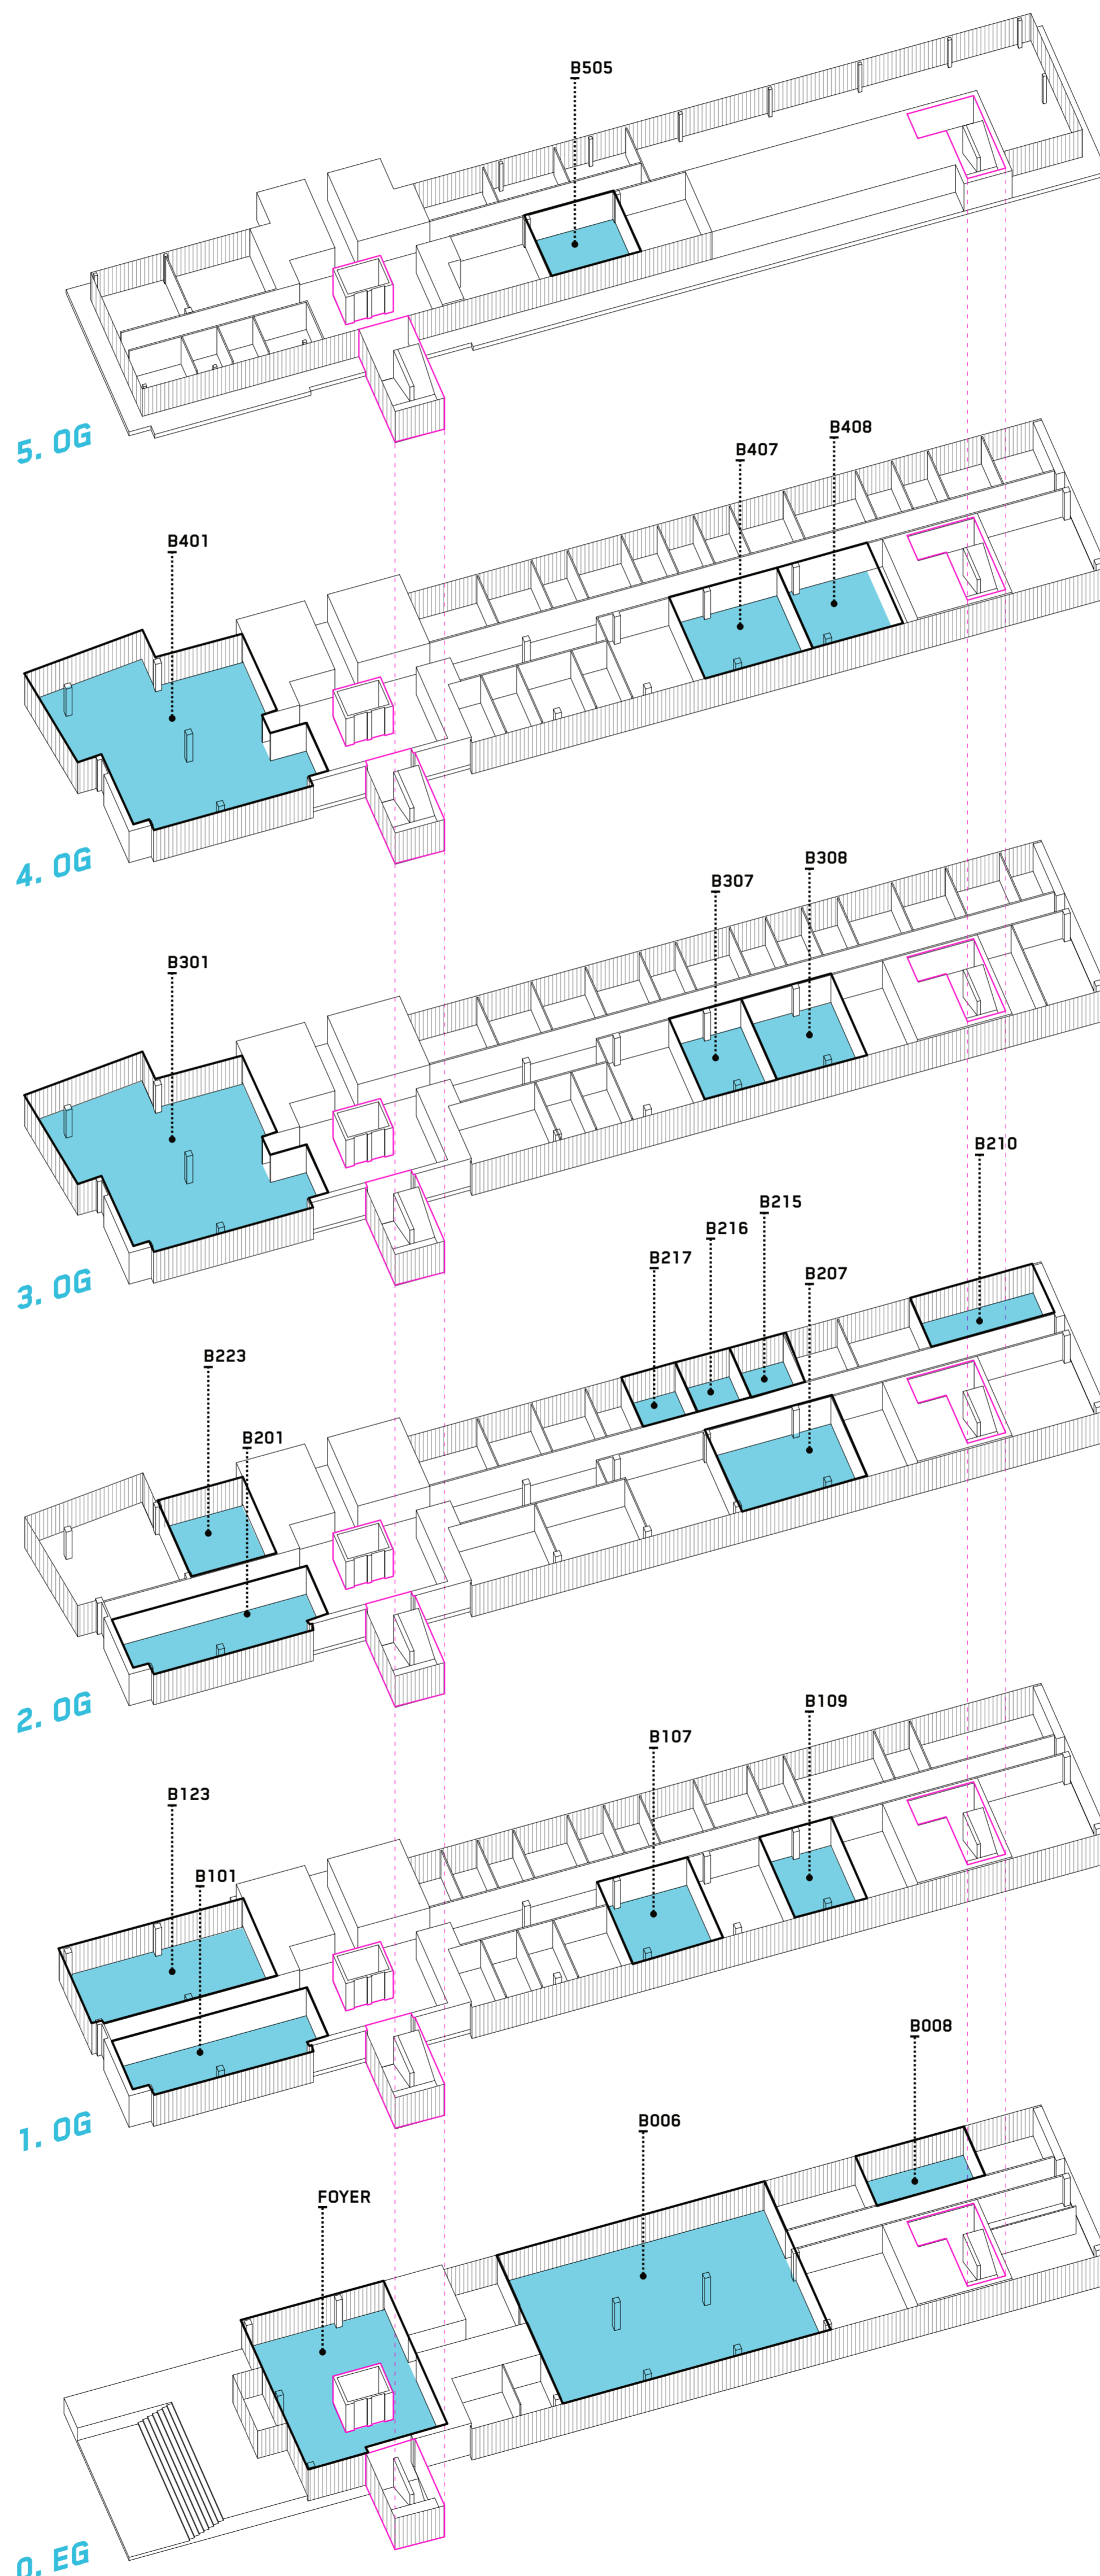 B505
5. OG
B408
B407
B401
4. OG
B308
B307
B301
3. OG
B210
B215
B216
B217
B207
B223
B201
2. OG
B109
B107
B123
B101
1. OG
B008
B006
FOYER
0. EG